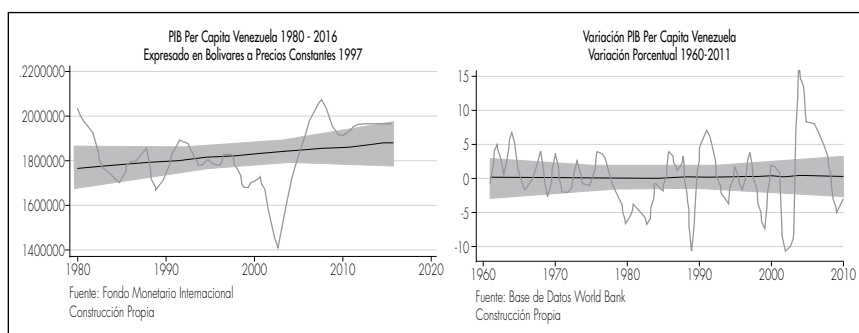 PIB Per Capita Venezuela 1980 - 2016
Expresado en Bolivares a Precios Constantes 1997
.2200000
2000000
1800000
1600000
1400000
1980
1990
2000
2010
2020
Fuente: Fondo Monetario Internacional
Construcción Propia
Variación PIB Per Capita Venezuela
Variación Porcentual 1960-2011
15
10
5
0
-5
-10
1960
1970
1980
1990
2000
2010
Fuente: Base de Datos World Bank
Construcción Propia